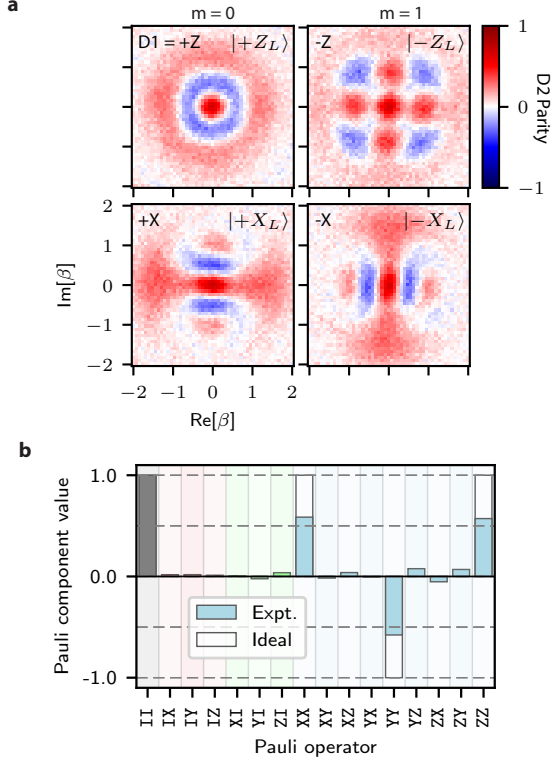 a
m = 0
m = 1
D1 = +Z |+Z_L⟩
-Z |−Z_L⟩
1
0
−1
D2 Parity
+X |+X_L⟩
-X |−X_L⟩
2
1
0
−1
−2
Im[β]
−2 −1 0 1 2
Re[β]
b
1.0
0.0
-1.0
Pauli component value
Expt.
Ideal
II IX IY IZ XI YI ZI XX XY XZ YX YY YZ ZX ZY ZZ
Pauli operator